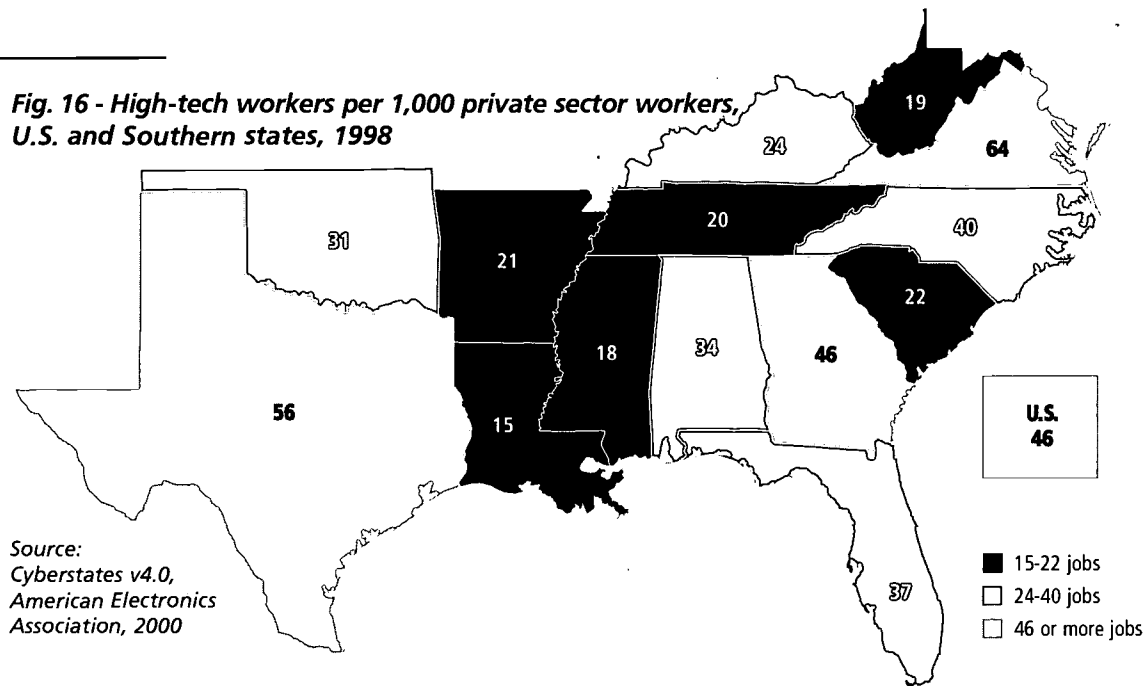 Fig. 16 - High-tech workers per 1,000 private sector workers,
U.S. and Southern states, 1998
19
24
64
20
40
31
21
22
18
34
46
56
15
U.S.
46
37
Source:
Cyberstates v4.0,
American Electronics
Association, 2000
15-22 jobs
24-40 jobs
46 or more jobs